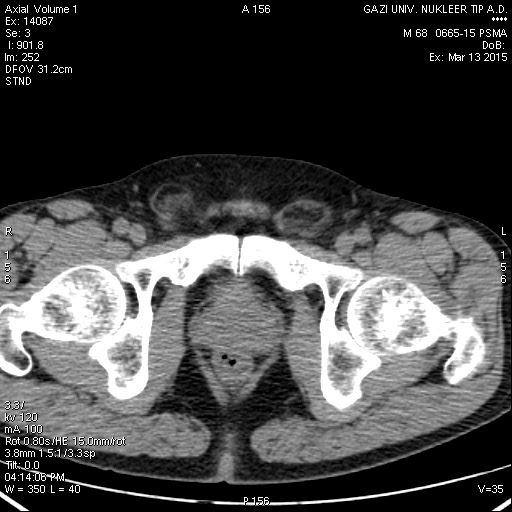 Axial Volume 1
Ex: 14087
Se: 3
I: 901.8
Im: 252
DFOV 31.2cm
STND
A 156
GAZI UNIV. NUKLEER TIP A.D.
****
M 68 0665-15 PSMA
DoB:
Ex: Mar 13 2015
R
1
5
6
L
1
5
6
3.3/
kv 120
mA 100
Rot 0.80s/HE 15.0mm/rot
3.8mm 1.5:1/3.3sp
Tilt: 0.0
04:14:06 PM
W = 350 L = 40
P 156
V=35